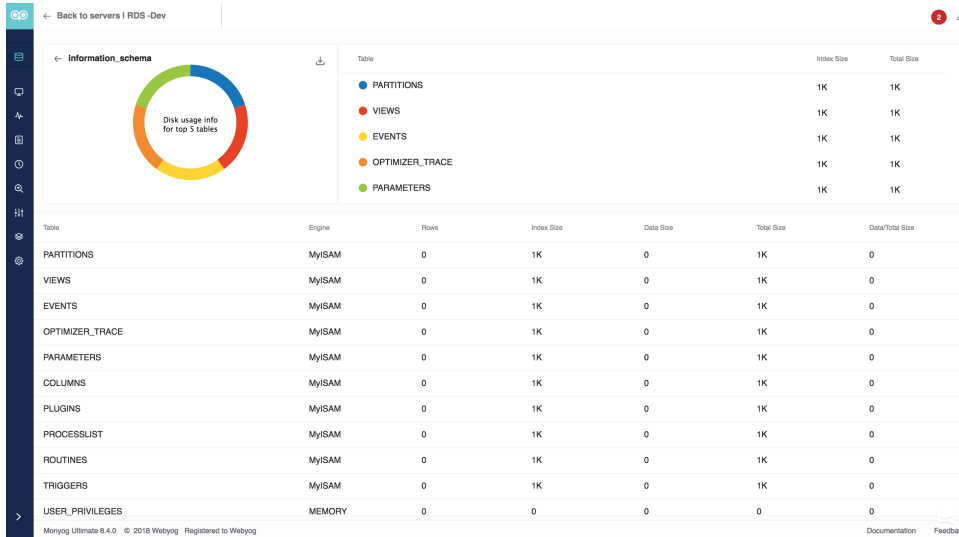 ← Back to servers | RDS -Dev
2
← information_schema
Disk usage info
for top 5 tables
Table Index Size Total Size
PARTITIONS 1K 1K
VIEWS 1K 1K
EVENTS 1K 1K
OPTIMIZER_TRACE 1K 1K
PARAMETERS 1K 1K
Table Engine Rows Index Size Data Size Total Size Data/Total Size
PARTITIONS MyISAM 0 1K 0 1K 0
VIEWS MyISAM 0 1K 0 1K 0
EVENTS MyISAM 0 1K 0 1K 0
OPTIMIZER_TRACE MyISAM 0 1K 0 1K 0
PARAMETERS MyISAM 0 1K 0 1K 0
COLUMNS MyISAM 0 1K 0 1K 0
PLUGINS MyISAM 0 1K 0 1K 0
PROCESSLIST MyISAM 0 1K 0 1K 0
ROUTINES MyISAM 0 1K 0 1K 0
TRIGGERS MyISAM 0 1K 0 1K 0
USER_PRIVILEGES MEMORY 0 0 0 0 0
Monyog Ultimate 8.4.0 © 2018 Webyog Registered to Webyog Documentation Feedba